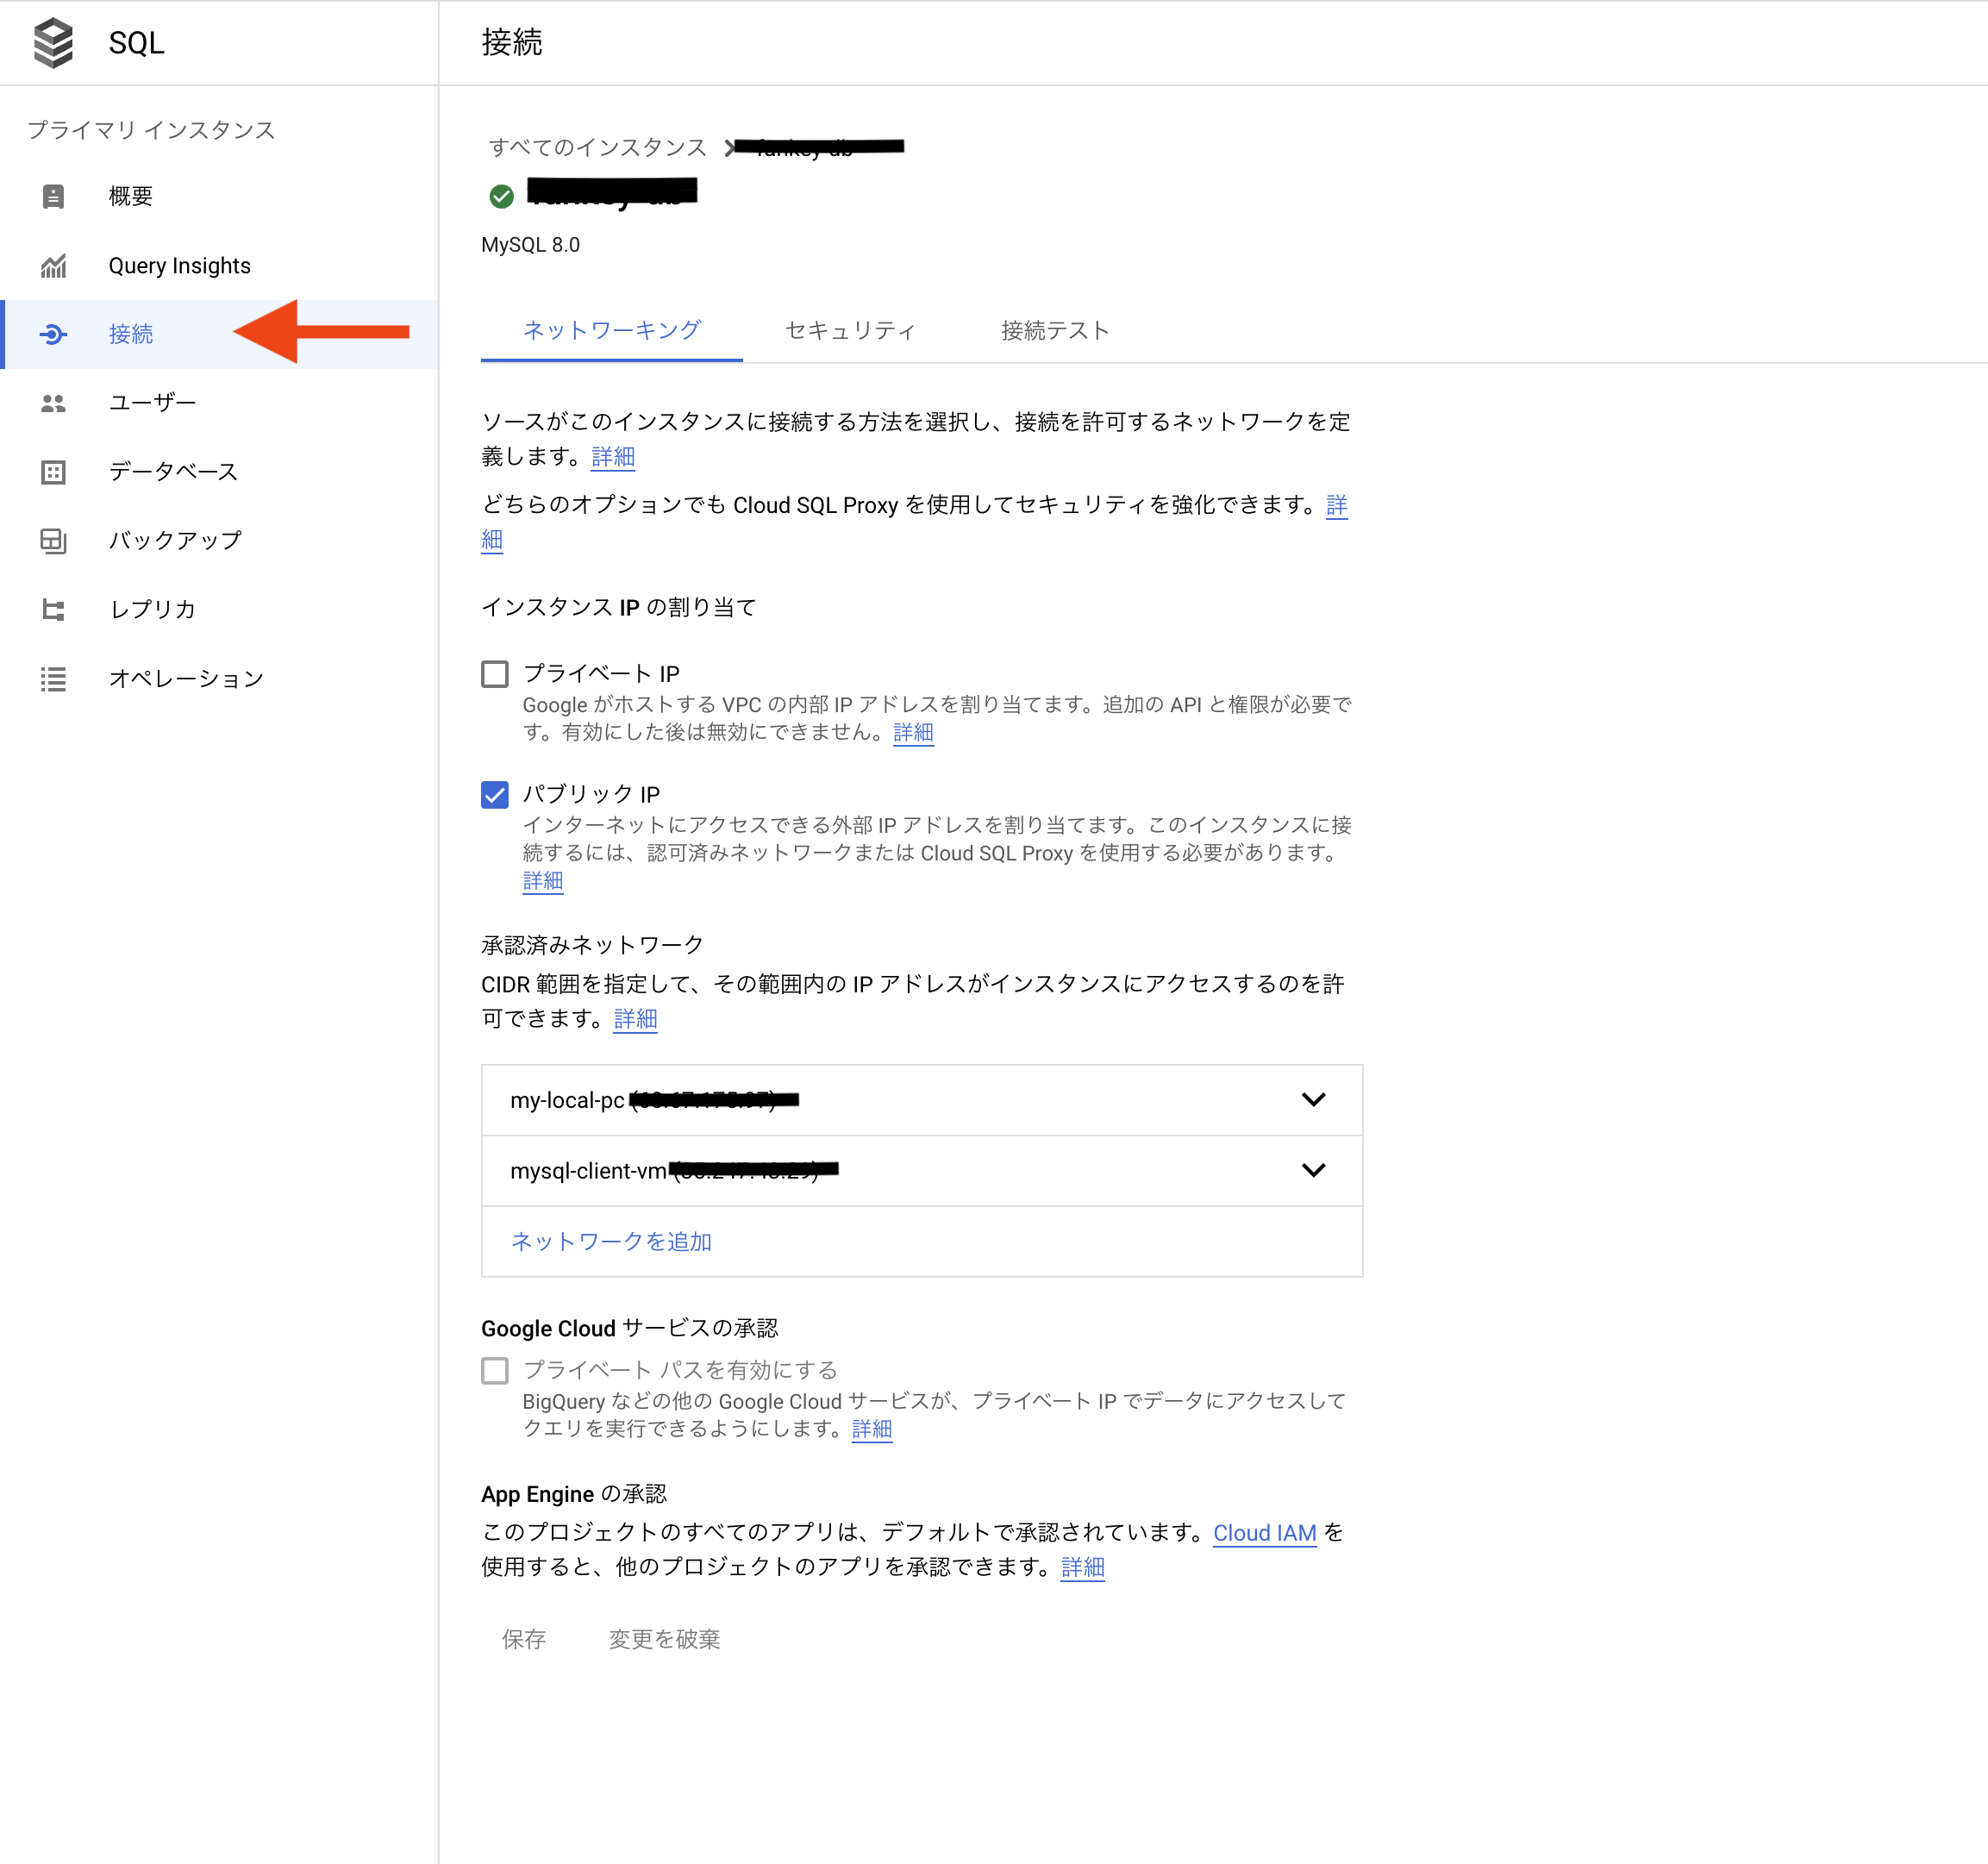 SQL
接続
プライマリ インスタンス
概要
Query Insights
接続
ユーザー
データベース
バックアップ
レプリカ
オペレーション
すべてのインスタンス
MySQL 8.0
ネットワーキング
セキュリティ
接続テスト
ソースがこのインスタンスに接続する方法を選択し、接続を許可するネットワークを定
義します。詳細
どちらのオプションでも Cloud SQL Proxy を使用してセキュリティを強化できます。詳
細
インスタンス IP の割り当て
プライベート IP
Google がホストする VPC の内部 IP アドレスを割り当てます。追加の API と権限が必要で
す。有効にした後は無効にできません。詳細
パブリック IP
インターネットにアクセスできる外部 IP アドレスを割り当てます。このインスタンスに接
続するには、認可済みネットワークまたは Cloud SQL Proxy を使用する必要があります。
詳細
承認済みネットワーク
CIDR 範囲を指定して、その範囲内の IP アドレスがインスタンスにアクセスするのを許
可できます。詳細
my-local-pc
mysql-client-vm
ネットワークを追加
Google Cloud サービスの承認
プライベート パスを有効にする
BigQuery などの他の Google Cloud サービスが、プライベート IP でデータにアクセスして
クエリを実行できるようにします。詳細
App Engine の承認
このプロジェクトのすべてのアプリは、デフォルトで承認されています。Cloud IAM を
使用すると、他のプロジェクトのアプリを承認できます。詳細
保存
変更を破棄